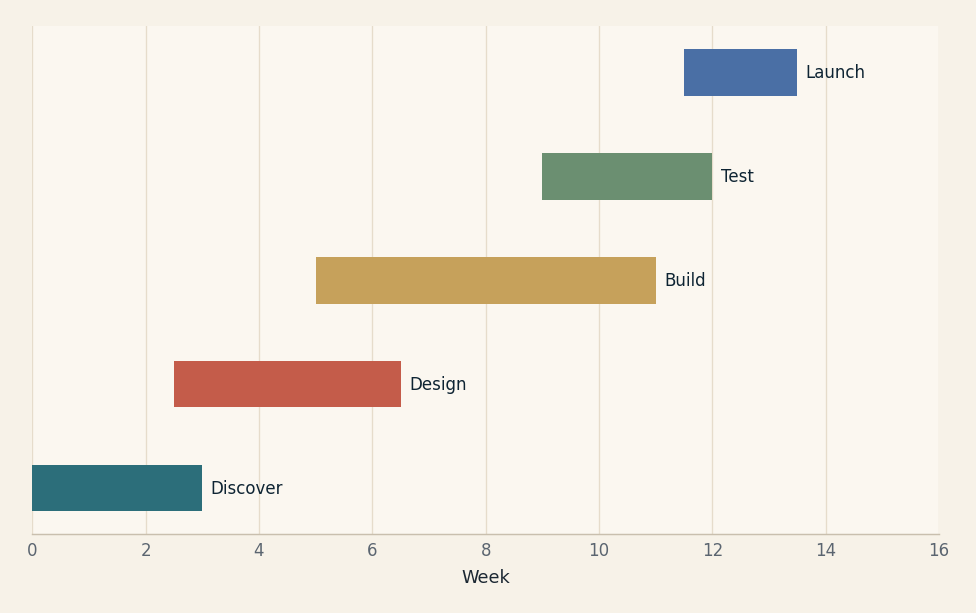 Launch
Test
Build
Design
Discover
0 2 4 6 8 10 12 14 16
Week